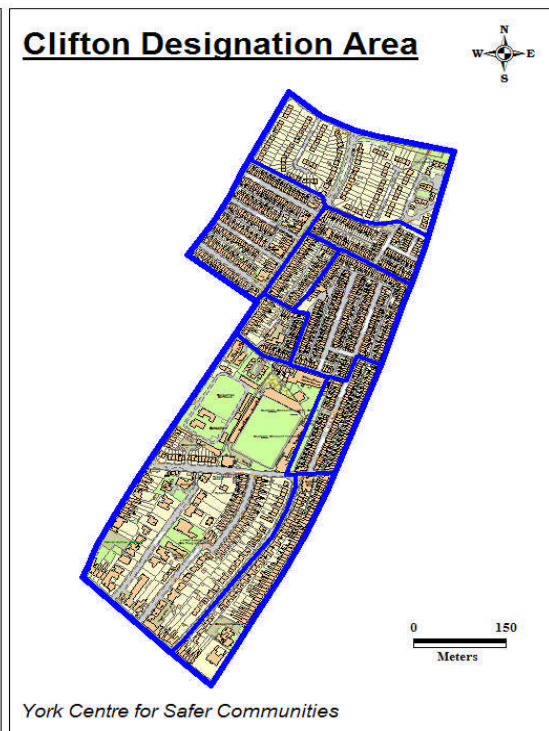 Clifton Designation Area
N
W E
S
0 150
Meters
York Centre for Safer Communities